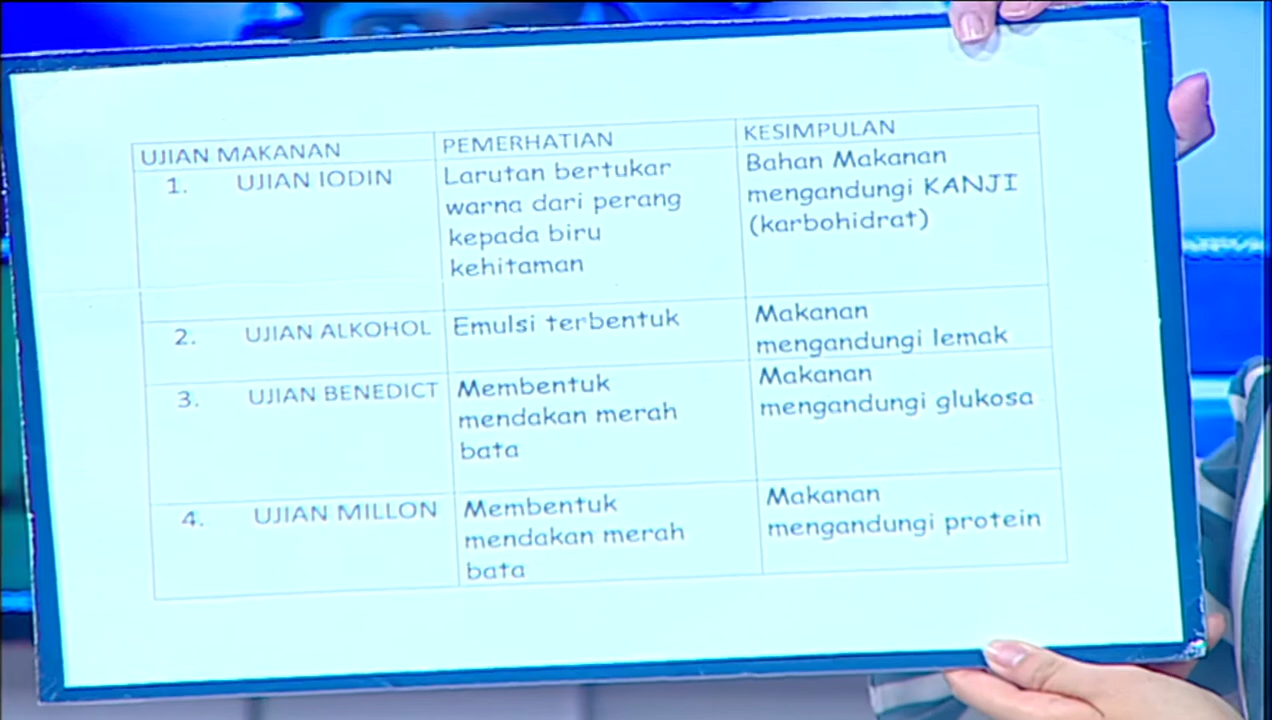 UJIAN MAKANAN
PEMERHATIAN
KESIMPULAN
1. UJIAN IODIN
Larutan bertukar
warna dari perang
kepada biru
kehitaman
Bahan Makanan
mengandungi KANJI
(karbohidrat)
2. UJIAN ALKOHOL
Emulsi terbentuk
Makanan
mengandungi lemak
3. UJIAN BENEDICT
Membentuk
mendakan merah
bata
Makanan
mengandungi glukosa
4. UJIAN MILLON
Membentuk
mendakan merah
bata
Makanan
mengandungi protein